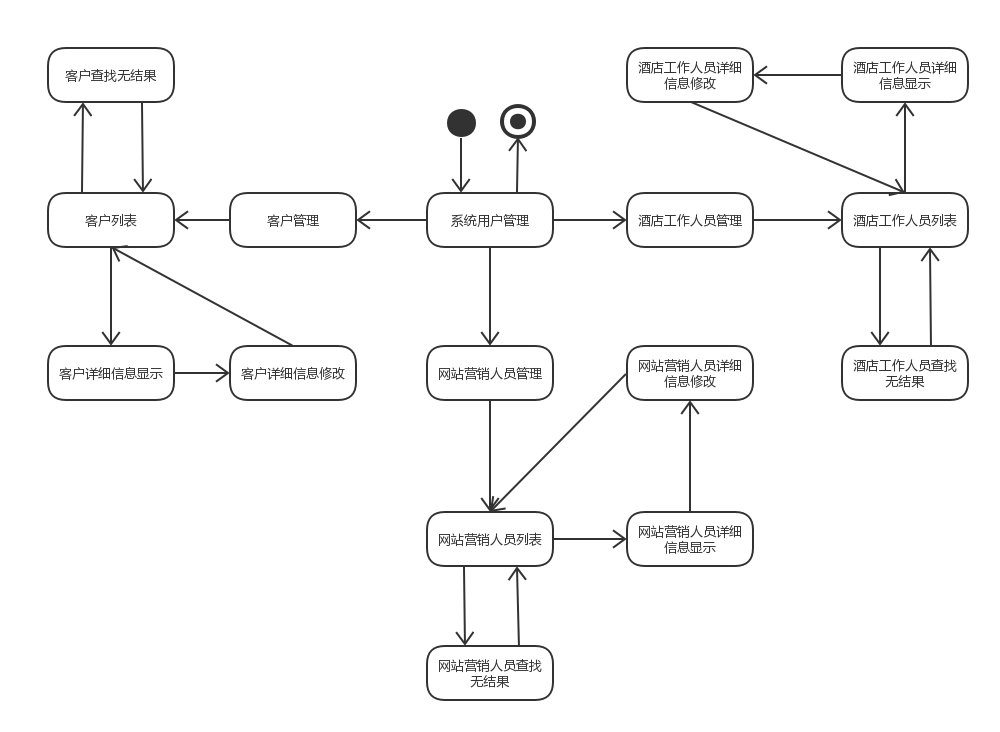 客户查找无结果
酒店工作人员详细
信息修改
酒店工作人员详细
信息显示
客户列表
客户管理
系统用户管理
酒店工作人员管理
酒店工作人员列表
客户详细信息显示
客户详细信息修改
网站营销人员管理
网站营销人员详细
信息修改
酒店工作人员查找
无结果
网站营销人员列表
网站营销人员详细
信息显示
网站营销人员查找
无结果